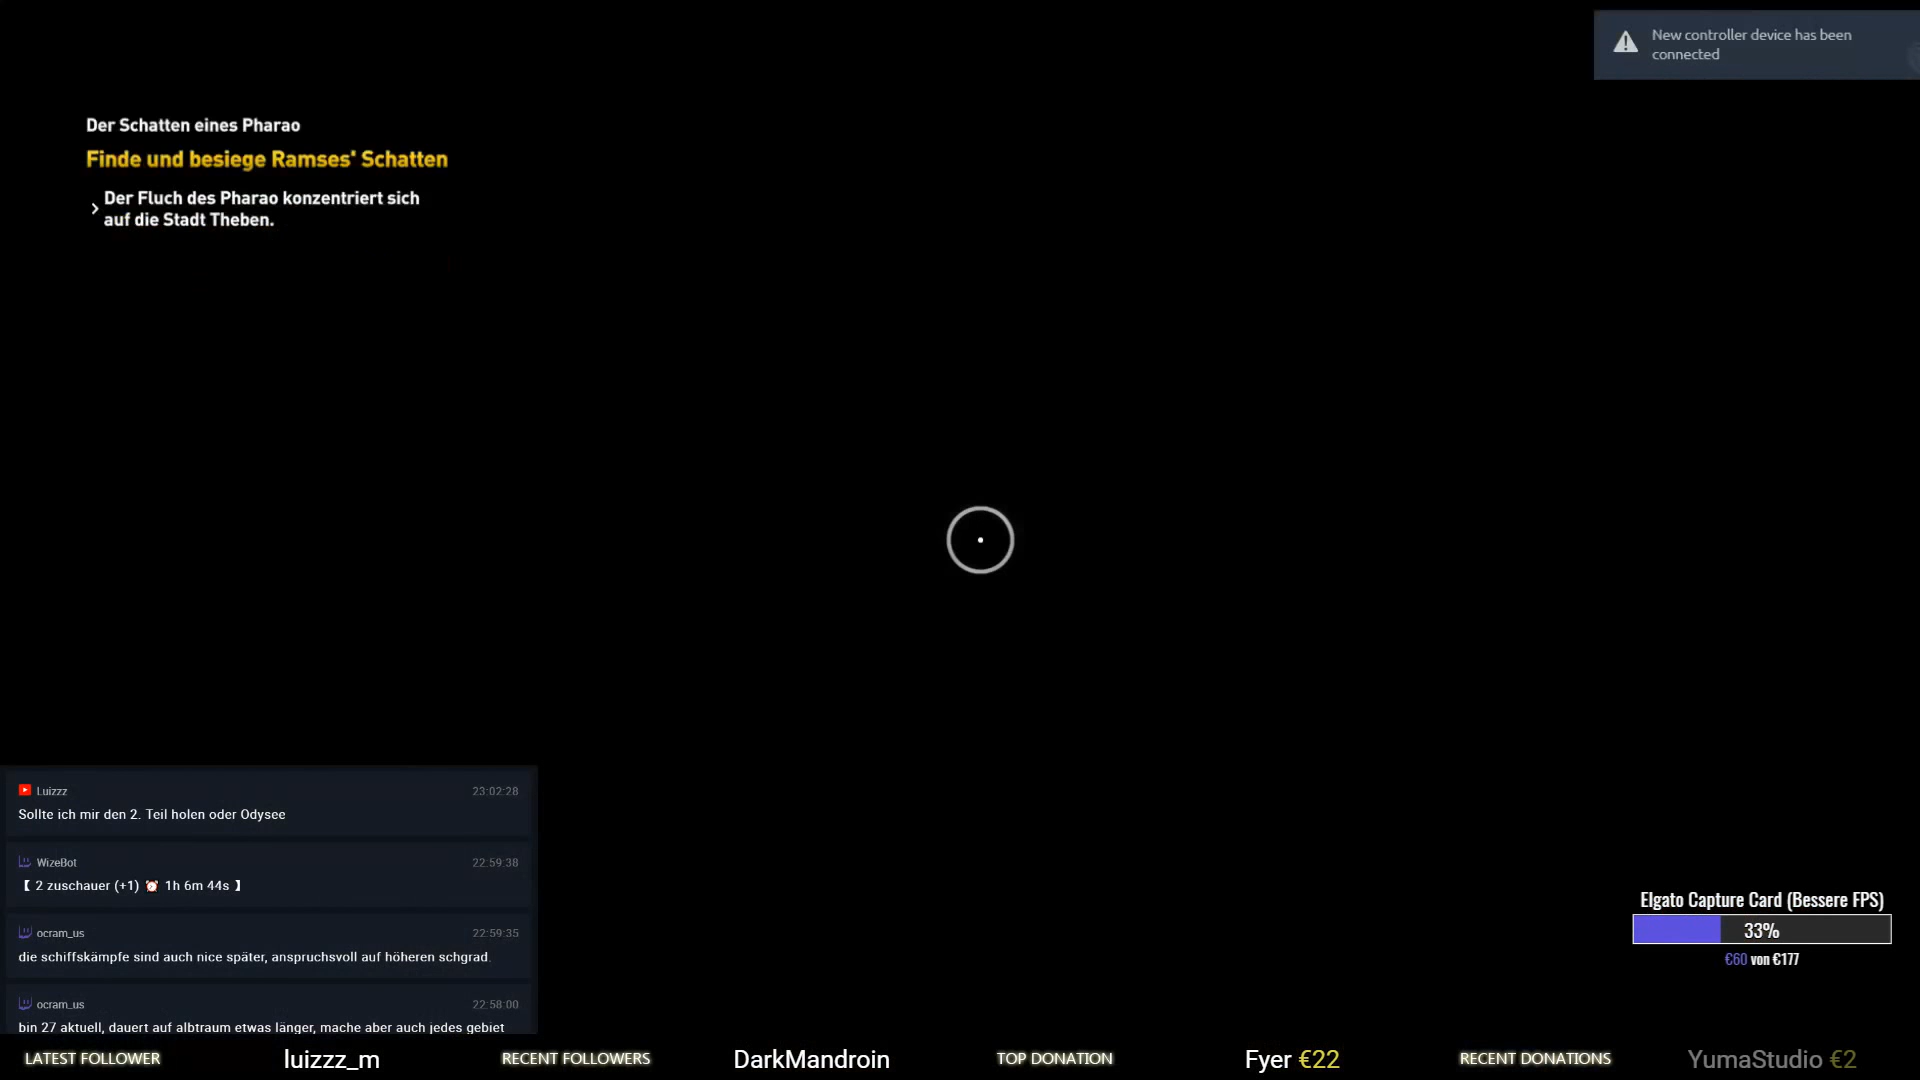 New controller device has been
connected
Der Schatten eines Pharao
Finde und besiege Ramses' Schatten
Der Fluch des Pharao konzentriert sich
auf die Stadt Theben.
Luizzz 23:02:28
Sollte ich mir den 2. Teil holen oder Odysee
WizeBot 22:59:38
【 2 zuschauer (+1) ⏰ 1h 6m 44s 】
ocram_us 22:59:35
die schiffskämpfe sind auch nice später, anspruchsvoll auf höheren schgrad.
ocram_us 22:58:00
bin 27 aktuell, dauert auf albtraum etwas länger, mache aber auch jedes gebiet
Elgato Capture Card (Bessere FPS)
33%
€60 von €177
LATEST FOLLOWER luizzz_m RECENT FOLLOWERS DarkMandroin TOP DONATION Fyer €22 RECENT DONATIONS YumaStudio €2